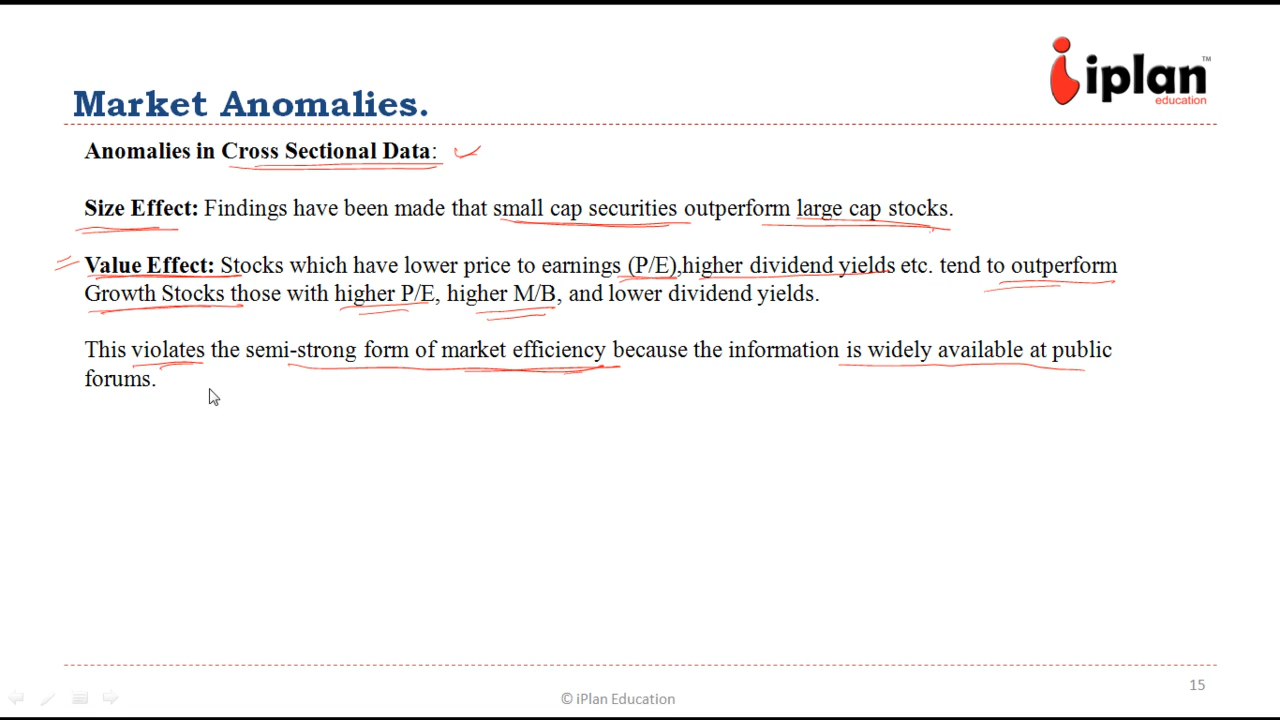 iplan™
education
Market Anomalies.
Anomalies in Cross Sectional Data:
Size Effect: Findings have been made that small cap securities outperform large cap stocks.
Value Effect: Stocks which have lower price to earnings (P/E),higher dividend yields etc. tend to outperform
Growth Stocks those with higher P/E, higher M/B, and lower dividend yields.
This violates the semi-strong form of market efficiency because the information is widely available at public
forums.
© iPlan Education
15